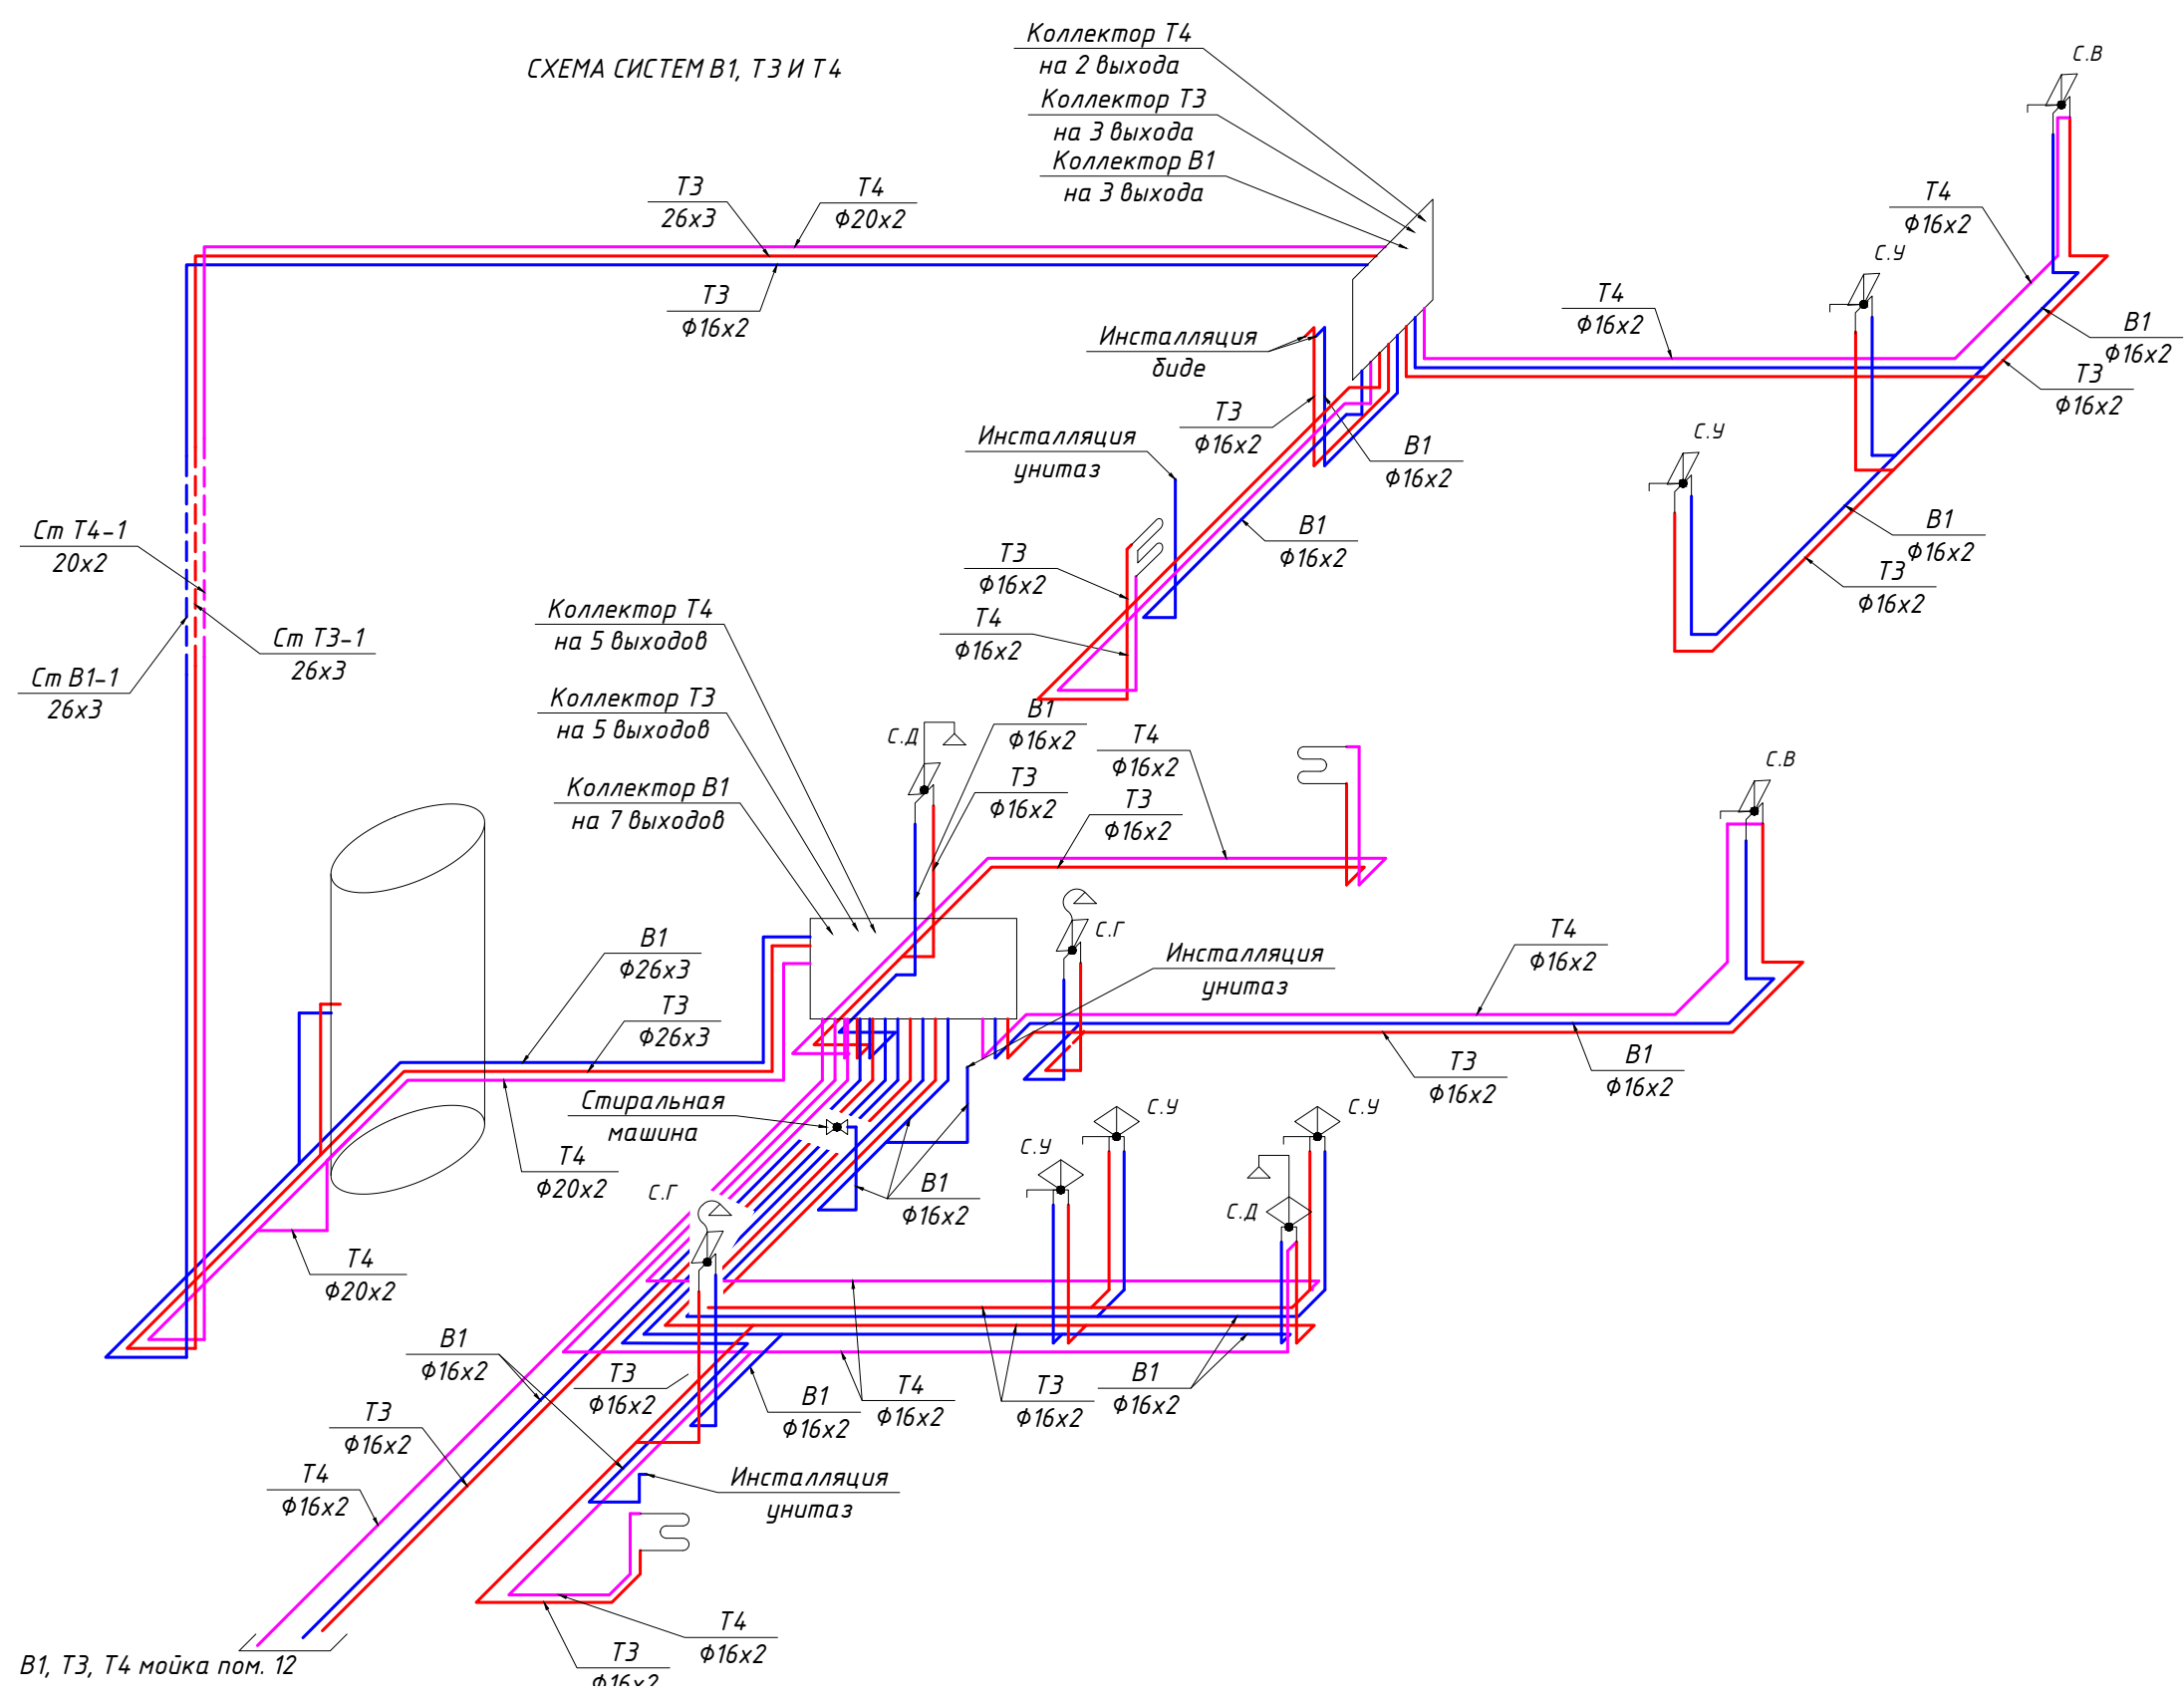 СХЕМА СИСТЕМ В1, Т3 И Т4
Коллектор Т4
на 2 выхода
Коллектор Т3
на 3 выхода
Коллектор В1
на 3 выхода
С.В
Т3
26х3
Т4
Ф20х2
Т3
Ф16х2
Т4
Ф16х2
С.У
Т4
Ф16х2
В1
Ф16х2
Т3
Ф16х2
Инсталляция
биде
Т3
Ф16х2
В1
Ф16х2
С.У
Инсталляция
унитаз
В1
Ф16х2
В1
Ф16х2
Т3
Ф16х2
Т3
Ф16х2
Т4
Ф16х2
Ст Т4-1
20х2
Ст Т3-1
26х3
Ст В1-1
26х3
Коллектор Т4
на 5 выходов
Коллектор Т3
на 5 выходов
Коллектор В1
на 7 выходов
С.Д
В1
Ф16х2
Т3
Ф16х2
Т4
Ф16х2
Т3
Ф16х2
С.В
С.Г
Инсталляция
унитаз
Т4
Ф16х2
В1
Ф26х3
Т3
Ф26х3
Т3
Ф16х2
В1
Ф16х2
Стиральная
машина
Т4
Ф20х2
С.Г
В1
Ф16х2
С.У
С.У
С.У
С.Д
Т4
Ф20х2
В1
Ф16х2
Т3
Ф16х2
В1
Ф16х2
Т4
Ф16х2
Т3
Ф16х2
В1
Ф16х2
Т3
Ф16х2
Т4
Ф16х2
Инсталляция
унитаз
Т4
Ф16х2
Т3
Ф16х2
В1, Т3, Т4 мойка пом. 12